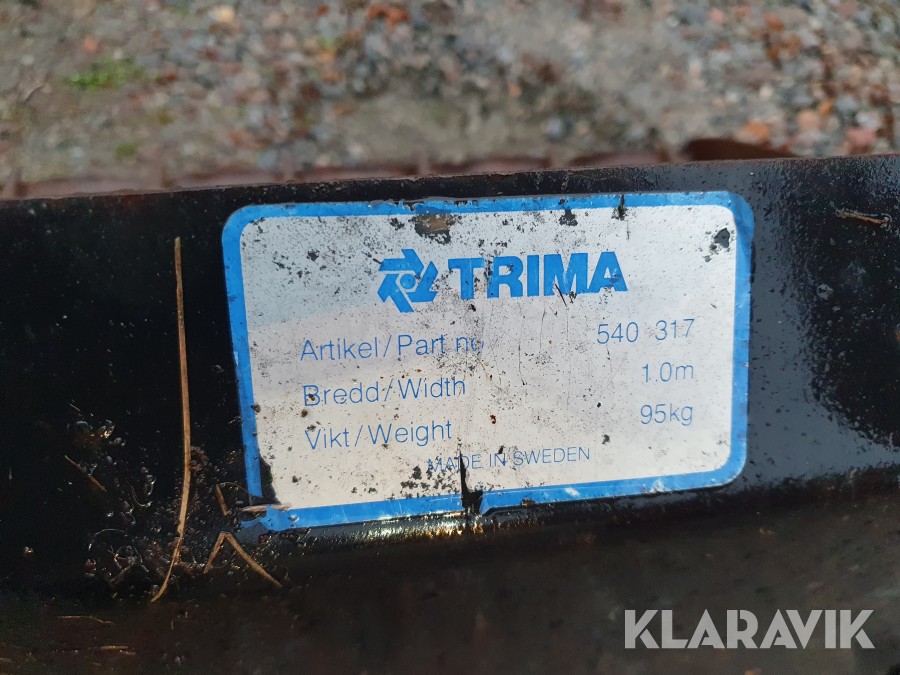 TRIMA
Artikel/Part no 540 317
Bredd/Width 1.0m
Vikt/Weight 95kg
MADE IN SWEDEN
KLARAVIK